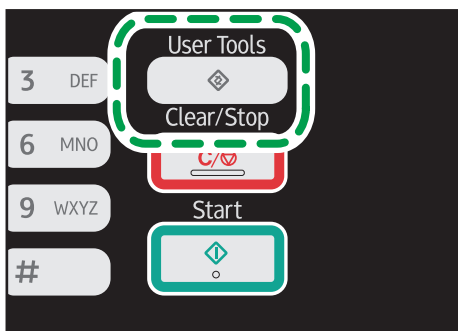 User Tools
3 DEF
Clear/Stop
6 MNO
C/
9 WXYZ
Start
#